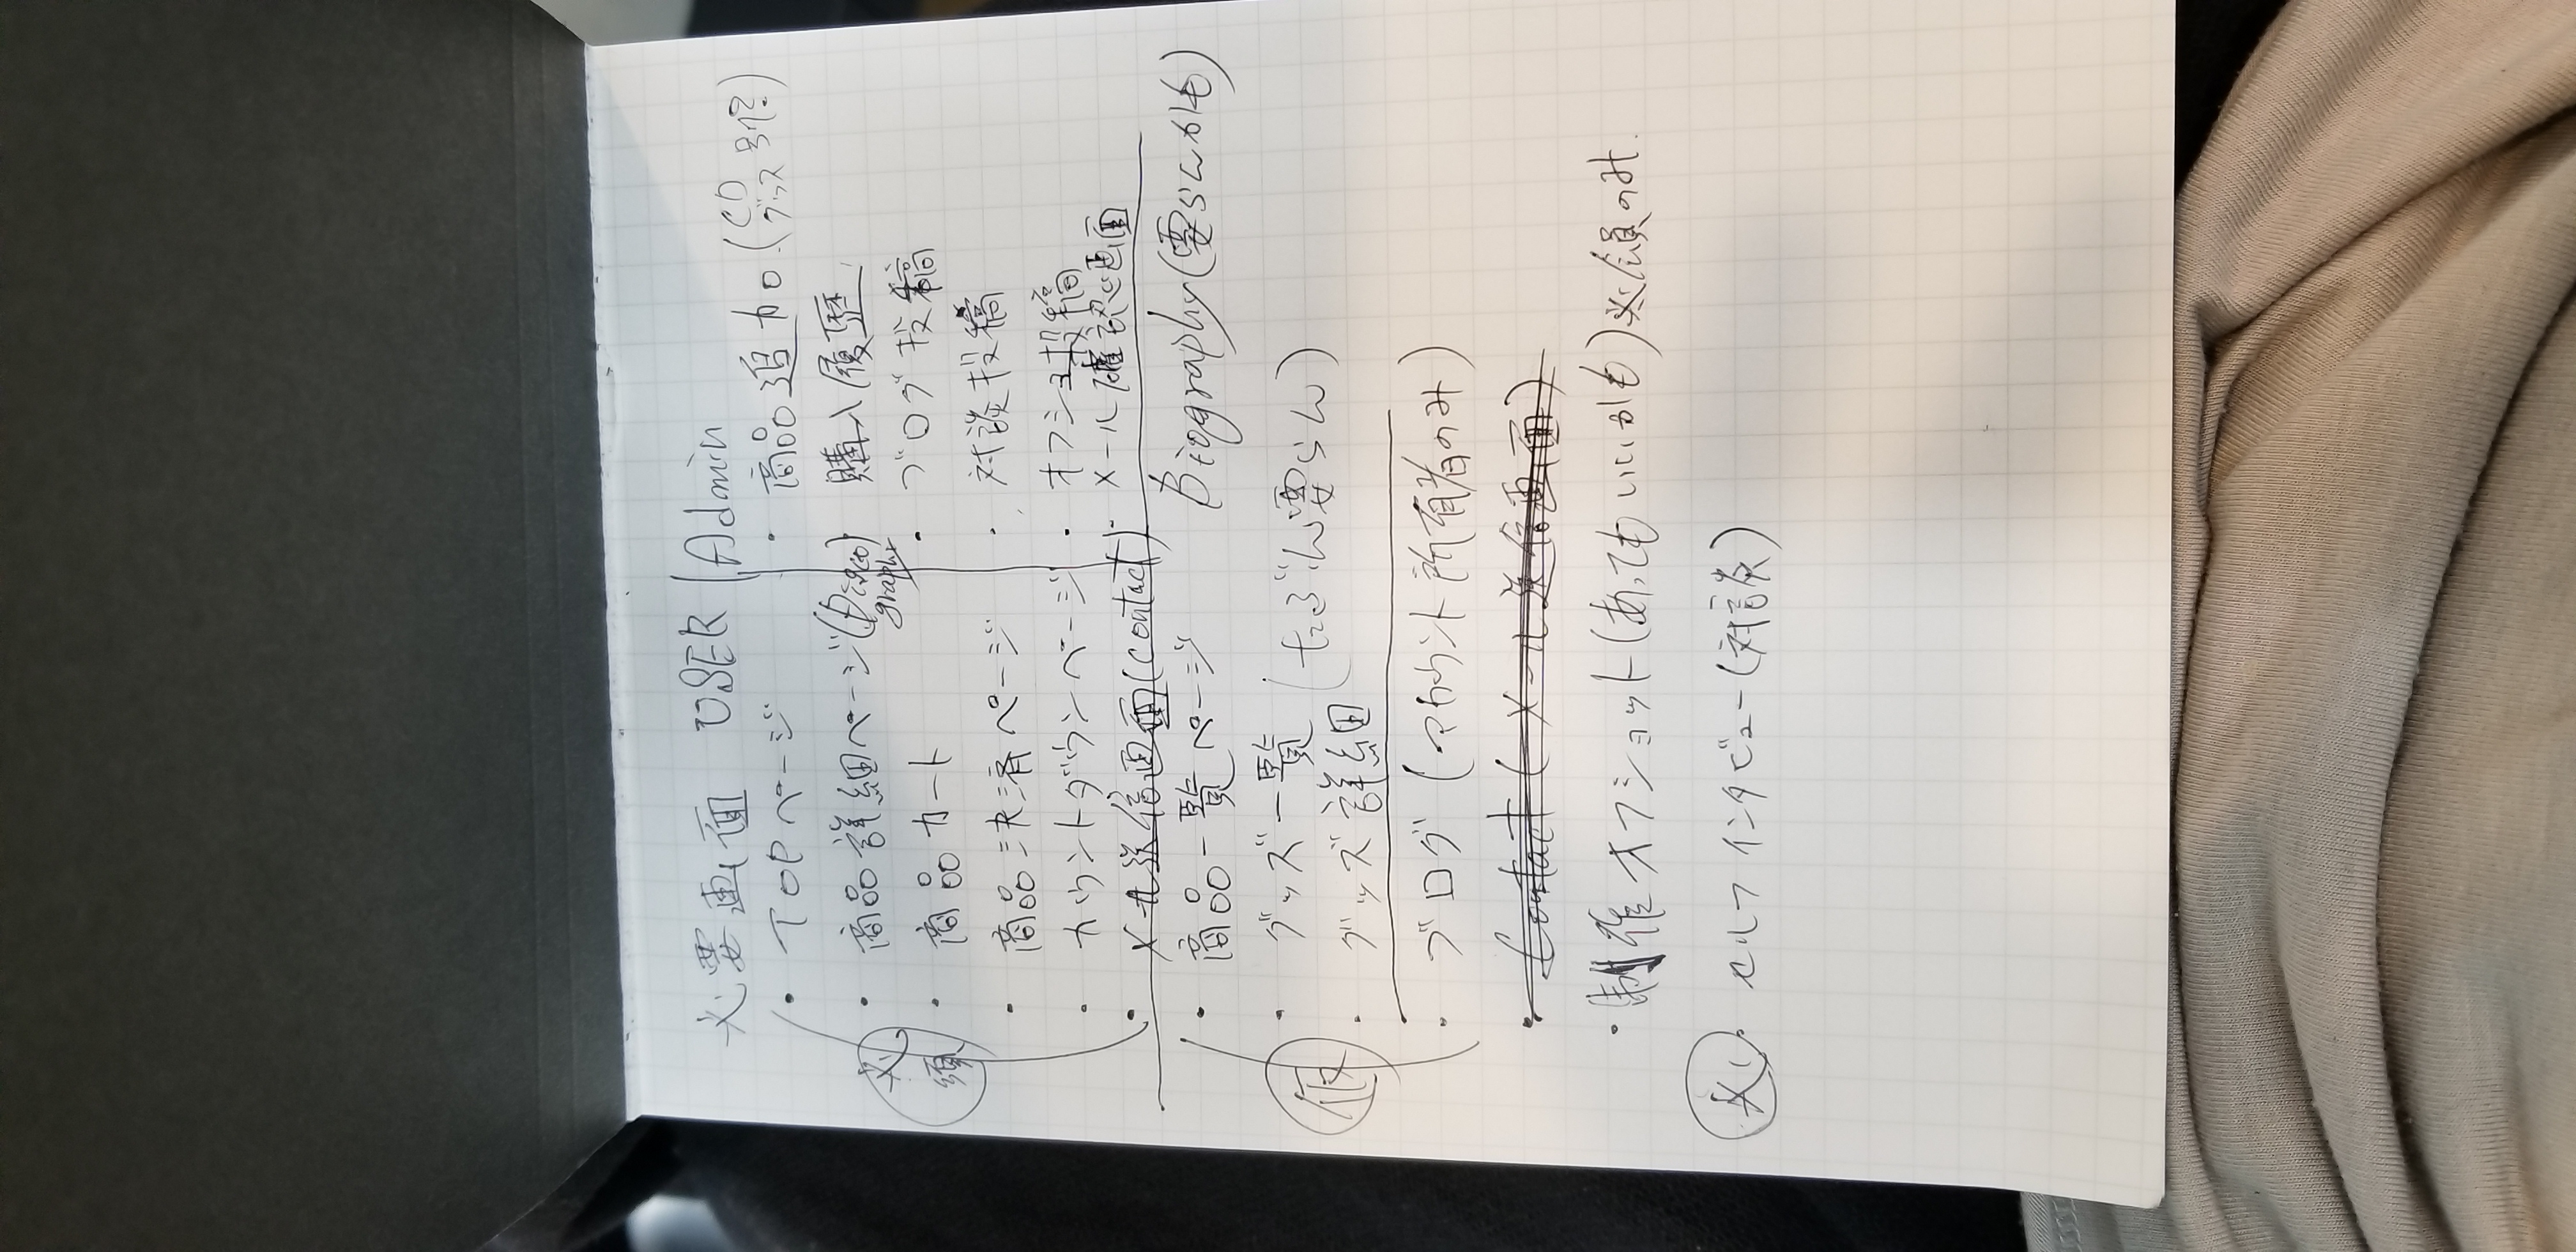 必要画面 USER | Admin
必須
・TOPページ
・商品詳細ページ(Disco
graphy)
・商品カート
・商品決済ページ
・カウントダウンページ
・メール送信画面(contact)
・商品追加(CD
グッズ 別?)
・購入履歴
・ブログ投稿
・対談投稿
・オフショ投稿
・メール確認画面
仮
・商品一覧ページ
Biography(要らんかも)
・グッズ一覧
・グッズ詳細
(たぶん要らん)
・ブログ(アカウント所有者のみ)
・Contact(メール送信画面)
・制作オフショット(あってもいいかも)※会員のみ
必 ・セルフインタビュー(対談)